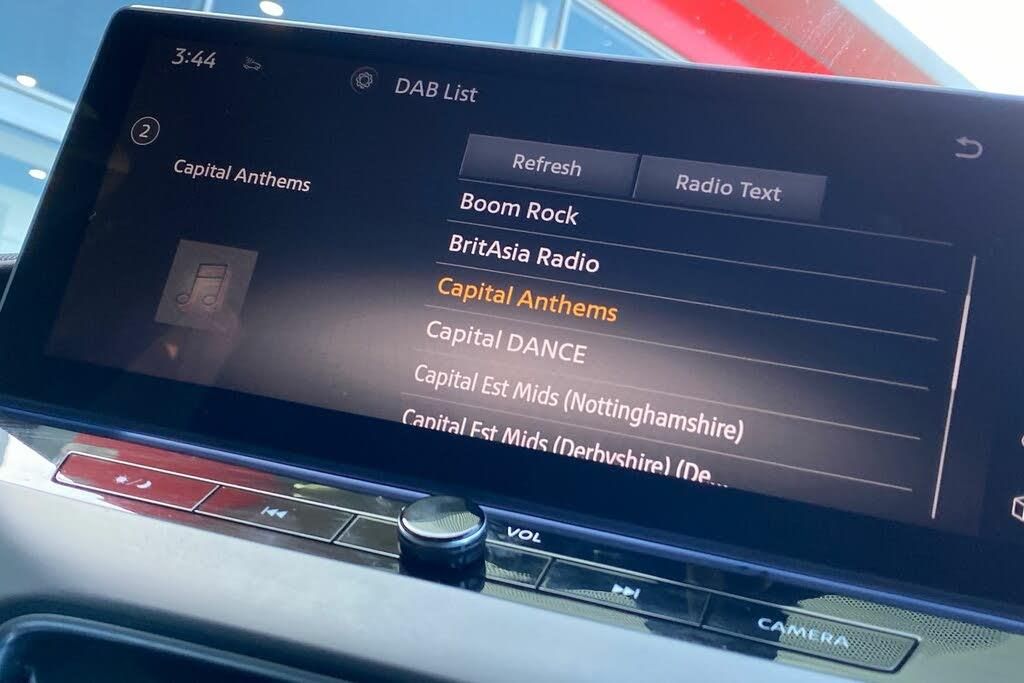 3:44
DAB List
2
Capital Anthems
Refresh
Radio Text
Boom Rock
BritAsia Radio
Capital Anthems
Capital DANCE
Capital Est Mids (Nottinghamshire)
Capital Est Mids (Derbyshire) (De...
VOL
CAMERA